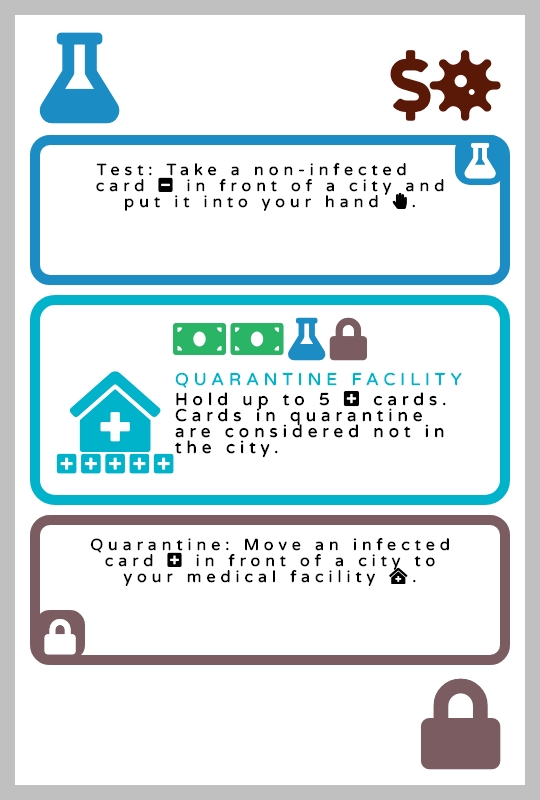 $
Test: Take a non-infected
card in front of a city and
put it into your hand .
QUARANTINE FACILITY
Hold up to 5 cards.
Cards in quarantine
are considered not in
the city.
Quarantine: Move an infected
card in front of a city to
your medical facility .